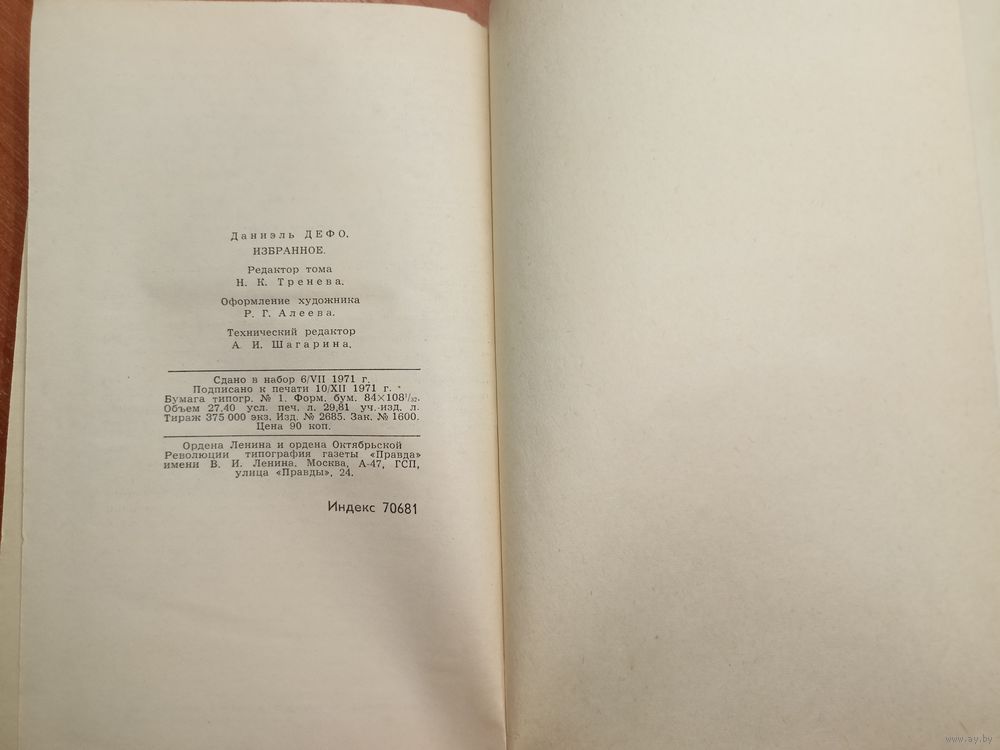 Даниэль ДЕФО.
ИЗБРАННОЕ.
Редактор тома
Н. К. Тренева.
Оформление художника
Р. Г. Алеева.
Технический редактор
А. И. Шагарина.
Сдано в набор 6/VII 1971 г.
Подписано к печати 10/XII 1971 г.
Бумага типогр. № 1. Форм. бум. 84×108¹/₃₂.
Объем 27,40 усл. печ. л. 29,81 уч.-изд. л.
Тираж 375 000 экз. Изд. № 2685. Зак. № 1600.
Цена 90 коп.
Ордена Ленина и ордена Октябрьской
Революции типография газеты «Правда»
имени В. И. Ленина. Москва, А-47, ГСП,
улица «Правды», 24.
Индекс 70681
www.ay.by